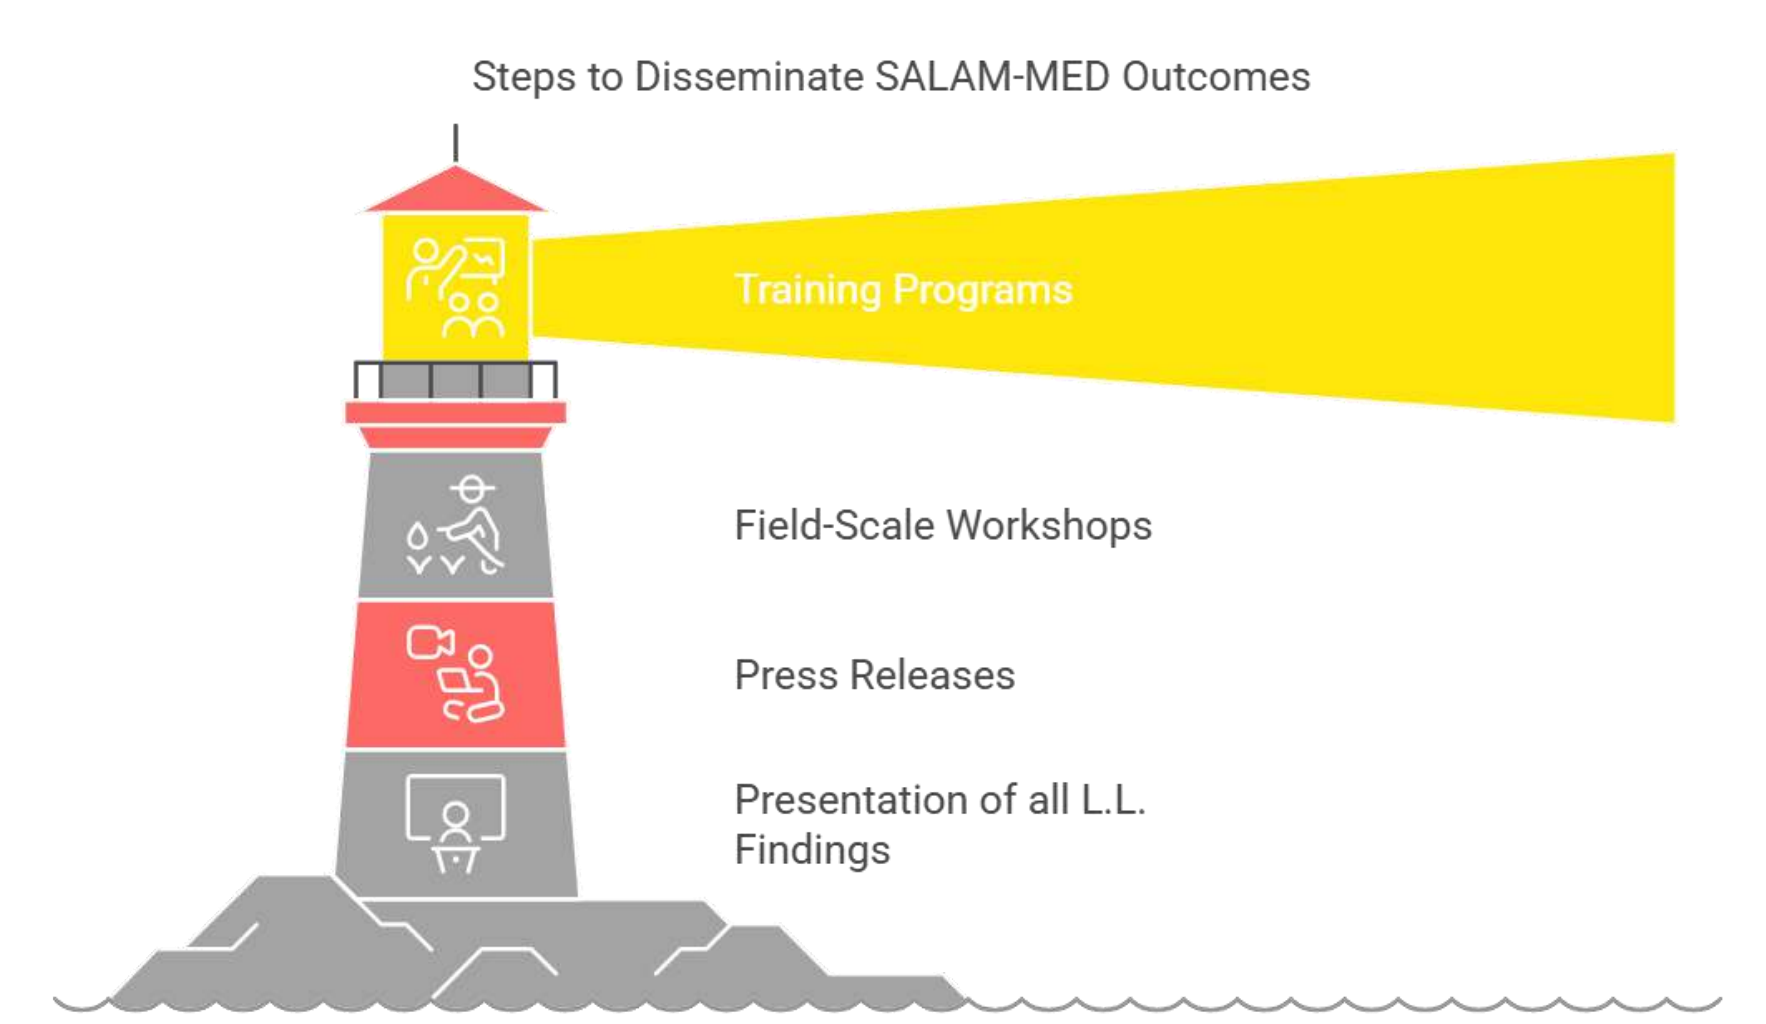 Steps to Disseminate SALAM-MED Outcomes
Training Programs
Field-Scale Workshops
Press Releases
Presentation of all L.L.
Findings